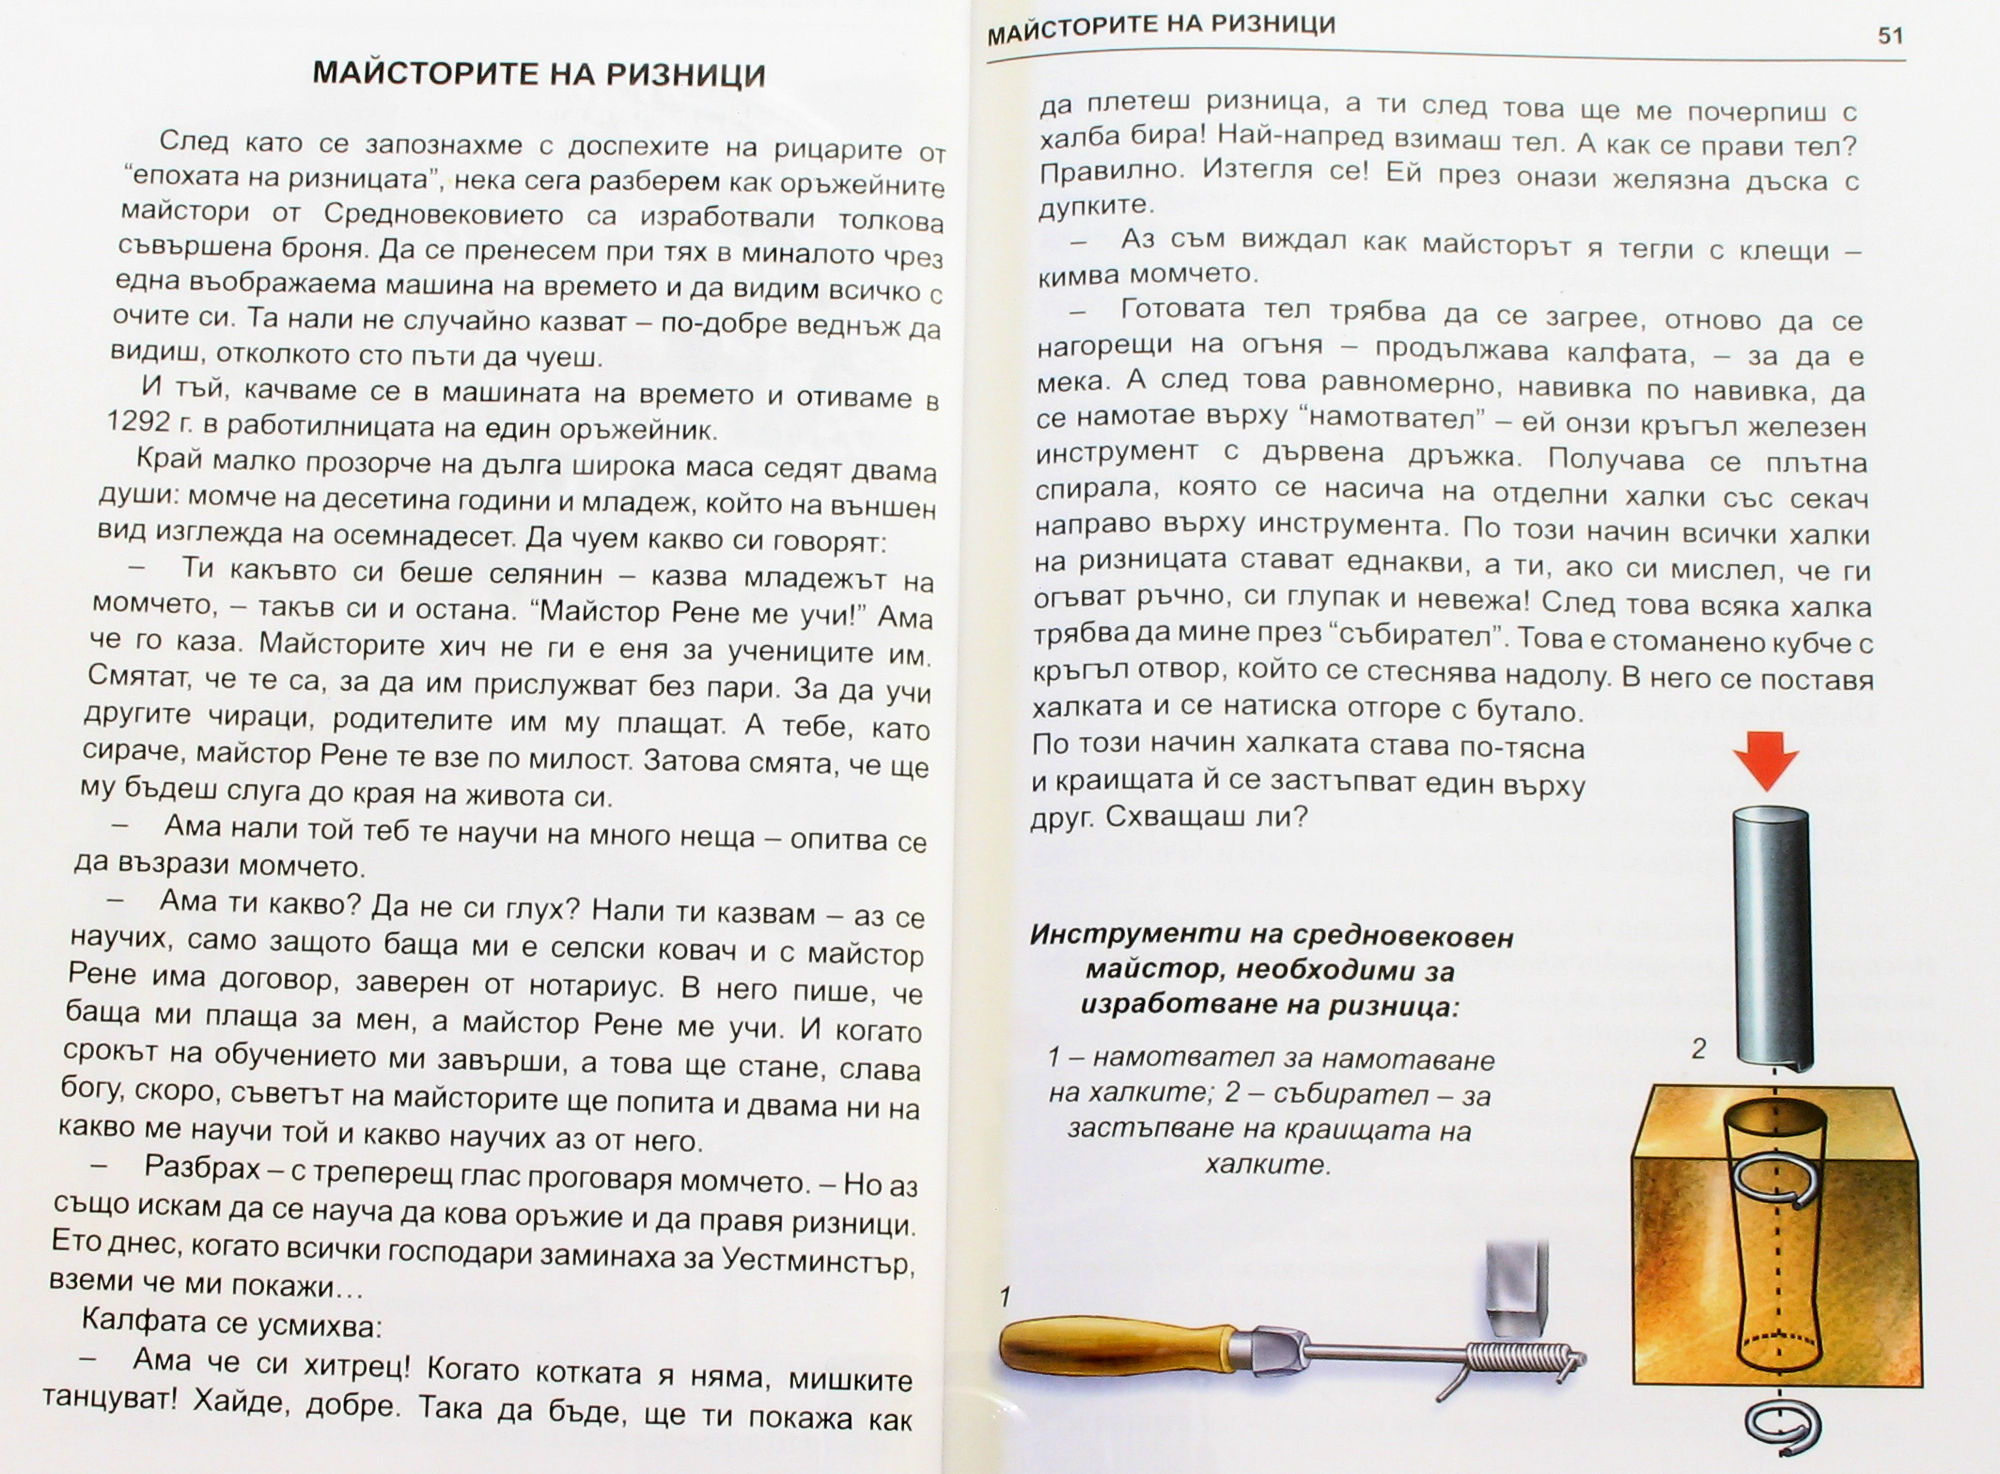 МАЙСТОРИТЕ НА РИЗНИЦИ
След като се запознахме с доспехите на рицарите от
“епохата на ризницата”, нека сега разберем как оръжейните
майстори от Средновековието са изработвали толкова
съвършена броня. Да се пренесем при тях в миналото чрез
една въображаема машина на времето и да видим всичко с
очите си. Та нали не случайно казват – по-добре веднъж да
видиш, отколкото сто пъти да чуеш.
И тъй, качваме се в машината на времето и отиваме в
1292 г. в работилницата на един оръжейник.
Край малко прозорче на дълга широка маса седят двама
души: момче на десетина години и младеж, който на външен
вид изглежда на осемнадесет. Да чуем какво си говорят:
– Ти какъвто си беше селянин – казва младежът на
момчето, – такъв си и остана. “Майстор Рене ме учи!” Ама
че го каза. Майсторите хич не ги е еня за учениците им.
Смятат, че те са, за да им прислужват без пари. За да учи
другите чираци, родителите им му плащат. А тебе, като
сираче, майстор Рене те взе по милост. Затова смята, че ще
му бъдеш слуга до края на живота си.
– Ама нали той теб те научи на много неща – опитва се
да възрази момчето.
– Ама ти какво? Да не си глух? Нали ти казвам – аз се
научих, само защото баща ми е селски ковач и с майстор
Рене има договор, заверен от нотариус. В него пише, че
баща ми плаща за мен, а майстор Рене ме учи. И когато
срокът на обучението ми завърши, а това ще стане, слава
богу, скоро, съветът на майсторите ще попита и двама ни на
какво ме научи той и какво научих аз от него.
– Разбрах – с треперещ глас проговаря момчето. – Но аз
също искам да се науча да кова оръжие и да правя ризници.
Ето днес, когато всички господари заминаха за Уестминстър,
вземи че ми покажи…
Калфата се усмихва:
– Ама че си хитрец! Когато котката я няма, мишките
танцуват! Хайде, добре. Така да бъде, ще ти покажа как
МАЙСТОРИТЕ НА РИЗНИЦИ 51
да плетеш ризница, а ти след това ще ме почерпиш с
халба бира! Най-напред взимаш тел. А как се прави тел?
Правилно. Изтегля се! Ей през онази желязна дъска с
дупките.
– Аз съм виждал как майсторът я тегли с клещи –
кимва момчето.
– Готовата тел трябва да се загрее, отново да се
нагорещи на огъня – продължава калфата, – за да е
мека. А след това равномерно, навивка по навивка, да
се намотае върху “намотвател” – ей онзи кръгъл железен
инструмент с дървена дръжка. Получава се плътна
спирала, която се насича на отделни халки със секач
направо върху инструмента. По този начин всички халки
на ризницата стават еднакви, а ти, ако си мислел, че ги
огъват ръчно, си глупак и невежа! След това всяка халка
трябва да мине през “събирател”. Това е стоманено кубче с
кръгъл отвор, който се стеснява надолу. В него се поставя
халката и се натиска отгоре с бутало.
По този начин халката става по-тясна
и краищата й се застъпват един върху
друг. Схващаш ли?
Инструменти на средновековен
майстор, необходими за
изработване на ризница:
1 – намотвател за намотаване
на халките; 2 – събирател – за
застъпване на краищата на
халките.
2
1